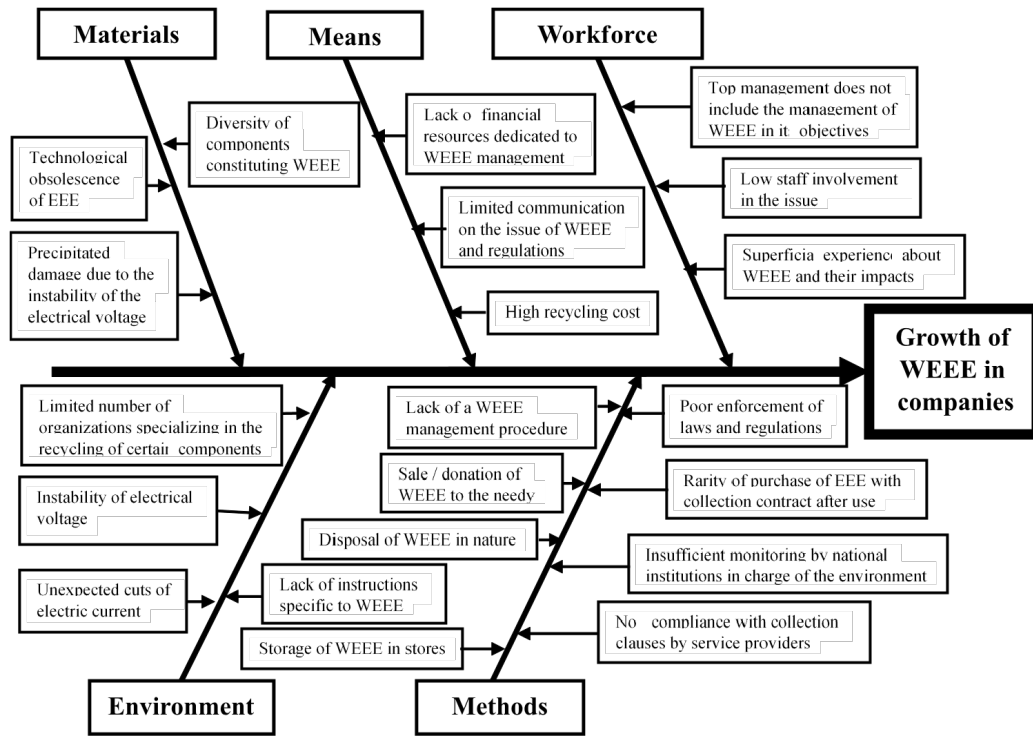 Materials
Means
Workforce
Top management does not
include the management of
WEEE in its objectives
Diversity of
components
constituting WEEE
Lack o financial
resources dedicated to
WEEE management
Technological
obsolescence
of EEE
Low staff involvement
in the issue
Limited communication
on the issue of WEEE
and regulations
Precipitated
damage due to the
instability of the
electrical voltage
Superficial experience about
WEEE and their impacts
High recycling cost
Growth of
WEEE in
companies
Limited number of
organizations specializing in the
recycling of certain components
Lack of a WEEE
management procedure
Poor enforcement of
laws and regulations
Sale / donation of
WEEE to the needy
Rarity of purchase of EEE with
collection contract after use
Instability of electrical
voltage
Disposal of WEEE in nature
Insufficient monitoring by national
institutions in charge of the environment
Unexpected cuts of
electric current
Lack of instructions
specific to WEEE
No compliance with collection
clauses by service providers
Storage of WEEE in stores
Environment
Methods